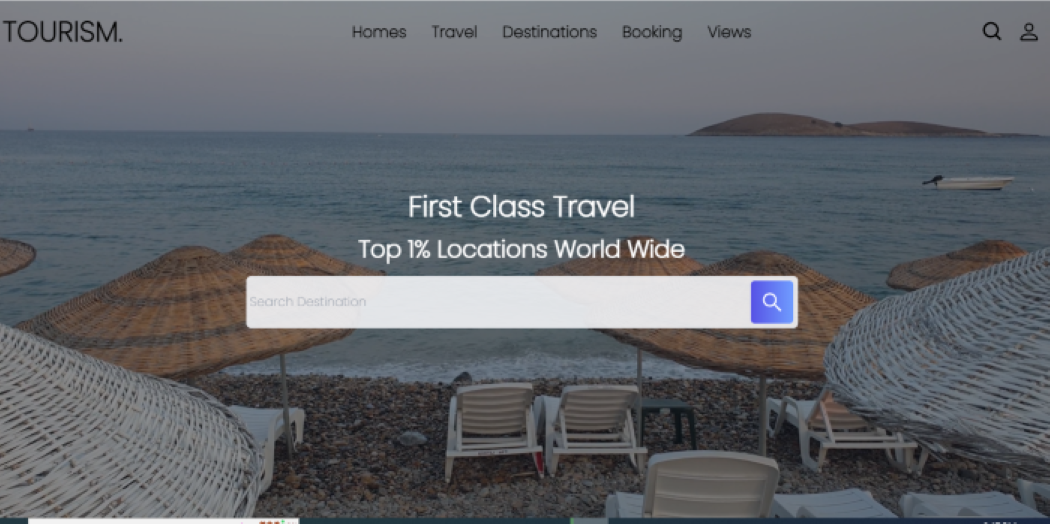 TOURISM.
Homes Travel Destinations Booking Views
First Class Travel
Top 1% Locations World Wide
Search Destination